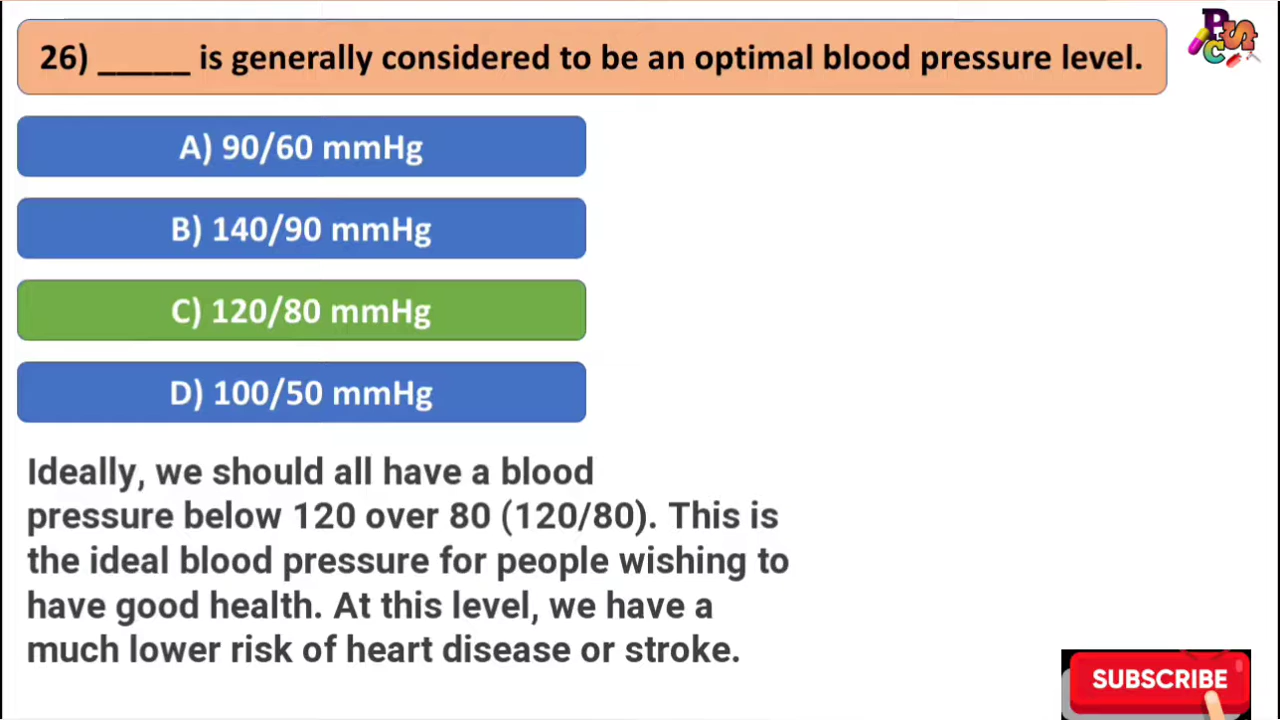 26) _____ is generally considered to be an optimal blood pressure level.
A) 90/60 mmHg
B) 140/90 mmHg
C) 120/80 mmHg
D) 100/50 mmHg
Ideally, we should all have a blood
pressure below 120 over 80 (120/80). This is
the ideal blood pressure for people wishing to
have good health. At this level, we have a
much lower risk of heart disease or stroke.
SUBSCRIBE